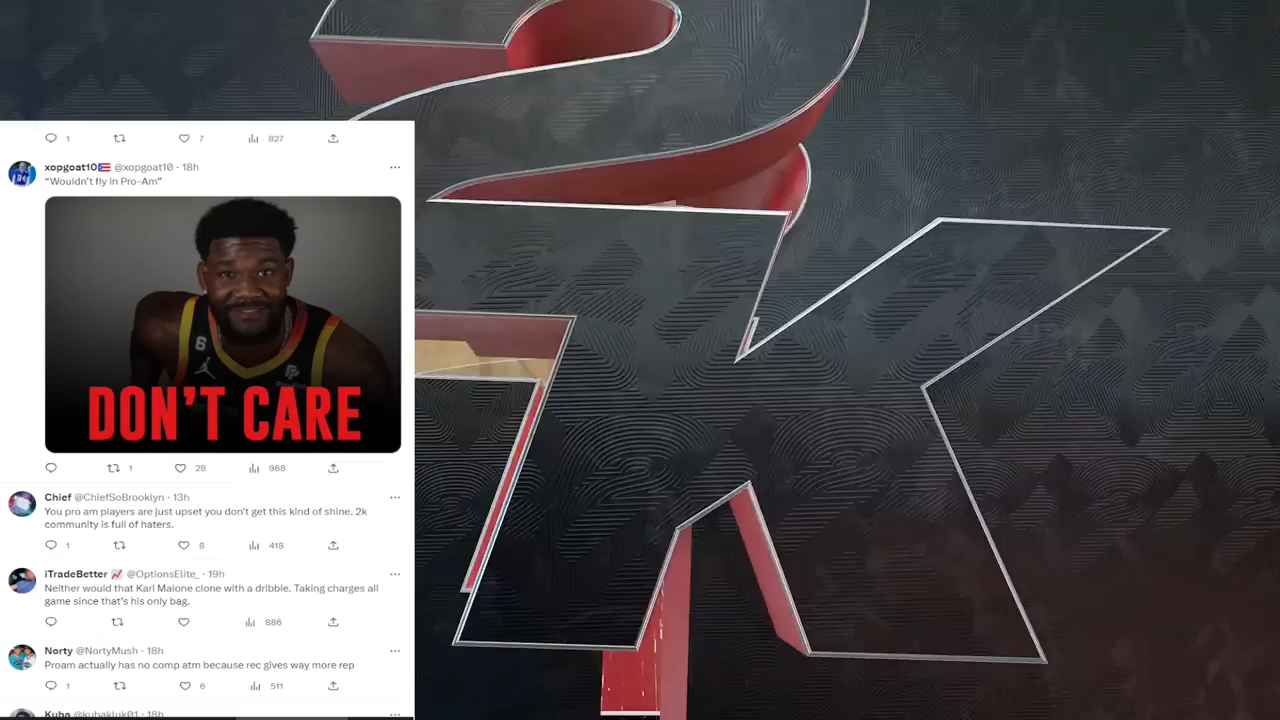 1 7 827
xopgoat10🇵🇷 @xopgoat10 · 18h
“Wouldn't fly in Pro-Am”
6
DON'T CARE
1 28 968
Chief @ChiefSoBrooklyn · 13h
You pro am players are just upset you don't get this kind of shine. 2k
community is full of haters.
1 8 418
iTradeBetter 📈 @OptionsElite_ · 19h
Neither would that Karl Malone clone with a dribble. Taking charges all
game since that's his only bag.
886
Norty @NortyMush · 18h
Proam actually has no comp atm because rec gives way more rep
1 6 511
Kuba @kubakluk01 · 18h
2K